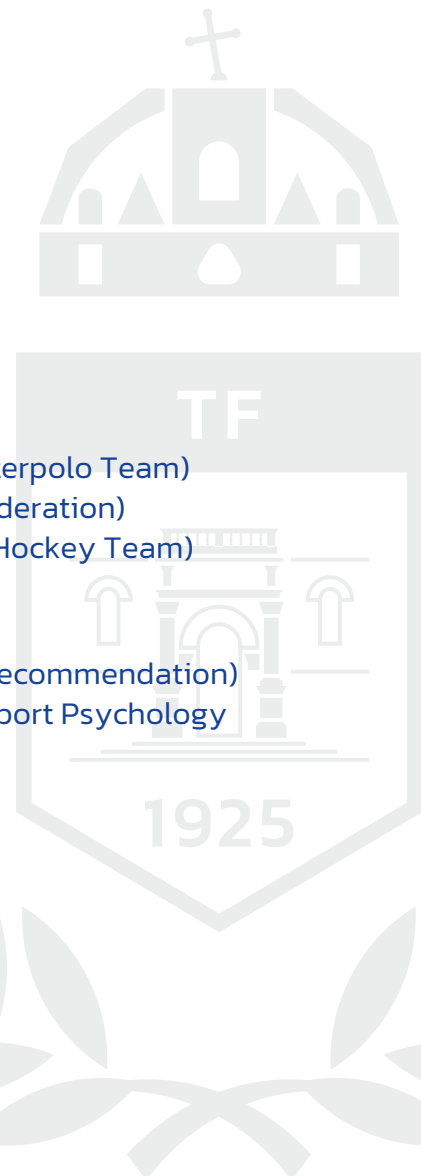 TF
erpolo Team)
deration)
Hockey Team)
ecommendation)
port Psychology
1925